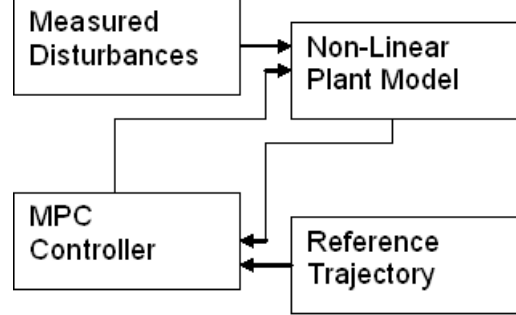 Measured
Disturbances
Non-Linear
Plant Model
MPC
Controller
Reference
Trajectory